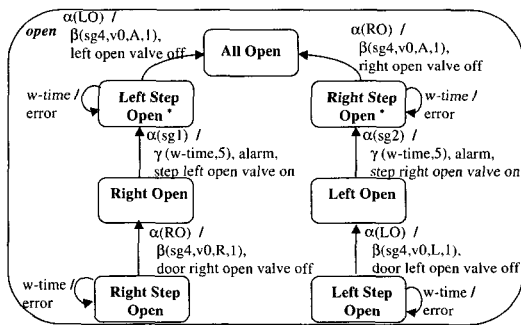 open
α(LO) /
β(sg4,v0,A,1),
left open valve off
All Open
α(RO) /
β(sg4,v0,A,1),
right open valve off
w-time /
error
Left Step
Open *
Right Step
Open *
w-time /
error
α(sg1) /
γ (w-time,5), alarm,
step left open valve on
α(sg2) /
γ (w-time,5), alarm,
step right open valve on
Right Open
Left Open
α(RO) /
β(sg4,v0,R,1),
door right open valve off
α(LO) /
β(sg4,v0,L,1),
door left open valve off
w-time /
error
Right Step
Open
Left Step
Open
w-time /
error